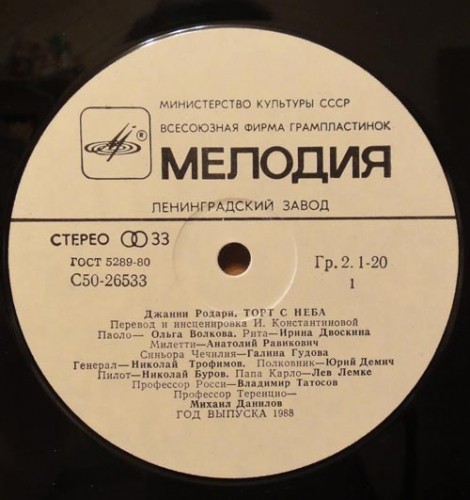 МИНИСТЕРСТВО КУЛЬТУРЫ СССР
ВСЕСОЮЗНАЯ ФИРМА ГРАМПЛАСТИНОК
®
МЕЛОДИЯ
ЛЕНИНГРАДСКИЙ ЗАВОД
СТЕРЕО 33
ГОСТ 5289-80
С50-26533
Гр. 2. 1-20
1
Джанни Родари. ТОРТ С НЕБА
Перевод и инсценировка И. Константиновой
Паоло—Ольга Волкова. Рита—Ирина Двоскина
Милетти—Анатолий Равикович
Синьора Чечилия—Галина Гудова
Генерал—Николай Трофимов. Полковник—Юрий Демич
Пилот—Николай Буров. Папа Карло—Лев Лемке
Профессор Росси—Владимир Татосов
Профессор Теренцио—
Михаил Данилов
ГОД ВЫПУСКА 1988